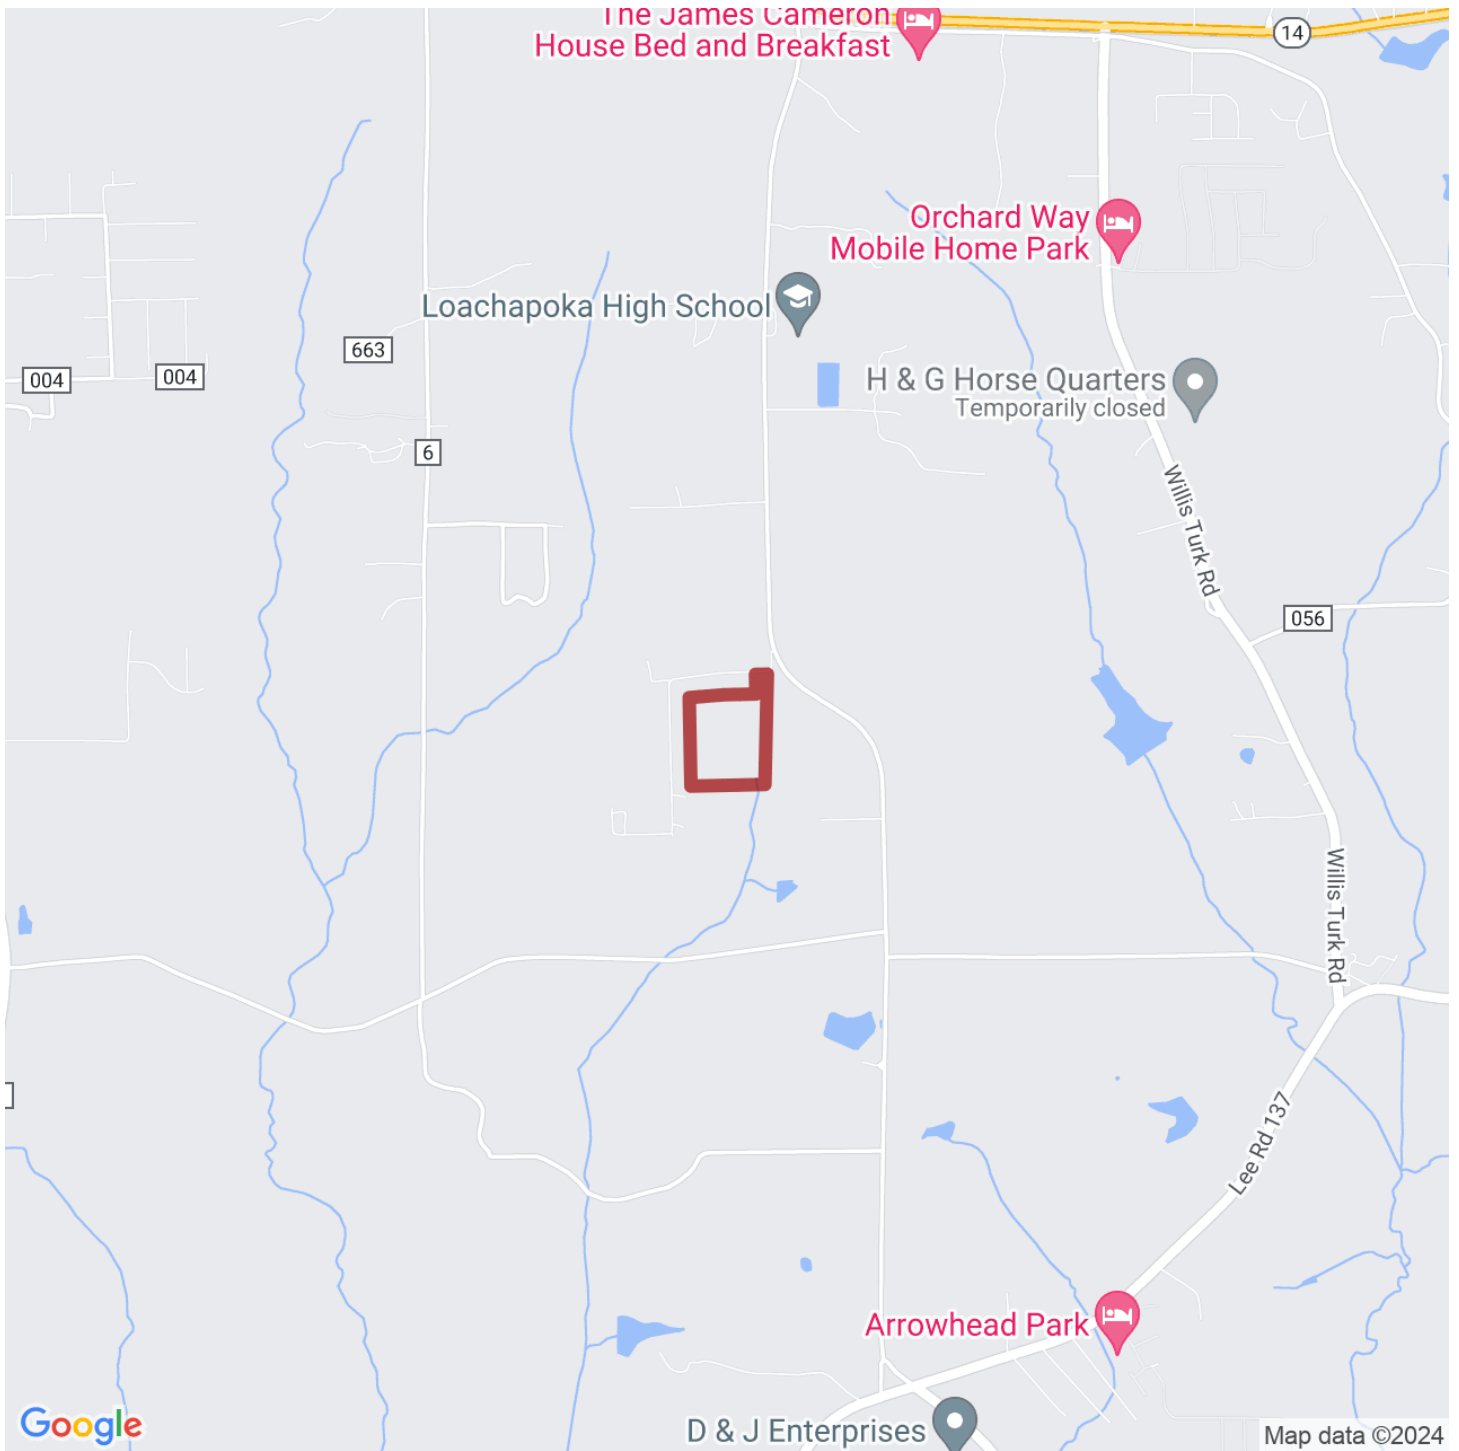 The James Cameron
House Bed and Breakfast
14
Orchard Way
Mobile Home Park
Loachapoka High School
663
004
004
H & G Horse Quarters
Temporarily closed
6
Willis Turk Rd
056
Willis Turk Rd
Lee Rd 137
Arrowhead Park
D & J Enterprises
Google
Map data ©2024